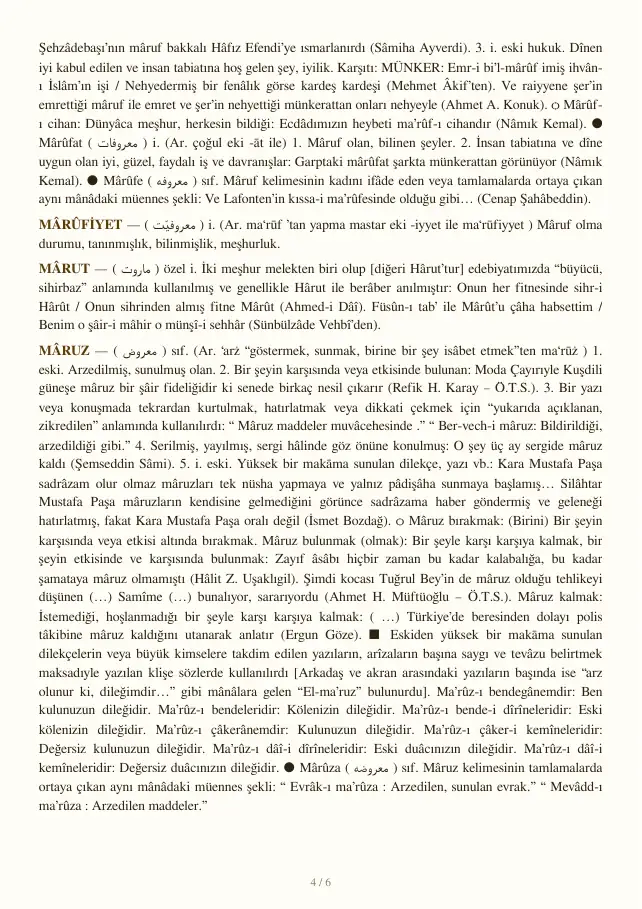 Şehzâdebaşı’nın mâruf bakkalı Hâfız Efendi’ye ısmarlanırdı (Sâmiha Ayverdi). 3. i. eski hukuk. Dînen
iyi kabul edilen ve insan tabiatına hoş gelen şey, iyilik. Karşıtı: MÜNKER: Emr-i bi’l-mârûf imiş ihvân-
ı İslâm’ın işi / Nehyedermiş bir fenâlık görse kardeş kardeşi (Mehmet Âkif’ten). Ve raiyyene şer’in
emrettiği mâruf ile emret ve şer’in nehyettiği münkerattan onları nehyeyle (Ahmet A. Konuk). ѻ Mârûf-
ı cihan: Dünyâca meşhur, herkesin bildiği: Ecdâdımızın heybeti ma’rûf-ı cihandır (Nâmık Kemal). ●
Mârûfat ( معروفات ) i. (Ar. çoğul eki -āt ile) 1. Mâruf olan, bilinen şeyler. 2. İnsan tabiatına ve dîne
uygun olan iyi, güzel, faydalı iş ve davranışlar: Garptaki mârûfat şarkta münkerattan görünüyor (Nâmık
Kemal). ● Mârûfe ( معروفه ) sıf. Mâruf kelimesinin kadını ifâde eden veya tamlamalarda ortaya çıkan
aynı mânâdaki müennes şekli: Ve Lafonten’in kıssa-i ma’rûfesinde olduğu gibi… (Cenap Şahâbeddin).
MÂRÛFİYET — ( معروفيّت ) i. (Ar. ma‘rūf ’tan yapma mastar eki -iyyet ile ma‘rūfiyyet ) Mâruf olma
durumu, tanınmışlık, bilinmişlik, meşhurluk.
MÂRUT — ( ماروت ) özel i. İki meşhur melekten biri olup [diğeri Hârut’tur] edebiyatımızda “büyücü,
sihirbaz” anlamında kullanılmış ve genellikle Hârut ile berâber anılmıştır: Onun her fitnesinde sihr-i
Hârût / Onun sihrinden almış fitne Mârût (Ahmed-i Dâî). Füsûn-ı tab’ ile Mârût’u çâha habsettim /
Benim o şâir-i mâhir o münşî-i sehhâr (Sünbülzâde Vehbî’den).
MÂRUZ — ( معروض ) sıf. (Ar. ‘arż “göstermek, sunmak, birine bir şey isâbet etmek”ten ma‘rūż ) 1.
eski. Arzedilmiş, sunulmuş olan. 2. Bir şeyin karşısında veya etkisinde bulunan: Moda Çayırıyle Kuşdili
güneşe mâruz bir şâir fideliğidir ki senede birkaç nesil çıkarır (Refik H. Karay – Ö.T.S.). 3. Bir yazı
veya konuşmada tekrardan kurtulmak, hatırlatmak veya dikkati çekmek için “yukarıda açıklanan,
zikredilen” anlamında kullanılırdı: “ Mâruz maddeler muvâcehesinde .” “ Ber-vech-i mâruz: Bildirildiği,
arzedildiği gibi.” 4. Serilmiş, yayılmış, sergi hâlinde göz önüne konulmuş: O şey üç ay sergide mâruz
kaldı (Şemseddin Sâmi). 5. i. eski. Yüksek bir makāma sunulan dilekçe, yazı vb.: Kara Mustafa Paşa
sadrâzam olur olmaz mâruzları tek nüsha yapmaya ve yalnız pâdişâha sunmaya başlamış… Silâhtar
Mustafa Paşa mâruzların kendisine gelmediğini görünce sadrâzama haber göndermiş ve geleneği
hatırlatmış, fakat Kara Mustafa Paşa oralı değil (İsmet Bozdağ). ѻ Mâruz bırakmak: (Birini) Bir şeyin
karşısında veya etkisi altında bırakmak. Mâruz bulunmak (olmak): Bir şeyle karşı karşıya kalmak, bir
şeyin etkisinde ve karşısında bulunmak: Zayıf âsâbı hiçbir zaman bu kadar kalabalığa, bu kadar
şamataya mâruz olmamıştı (Hâlit Z. Uşaklıgil). Şimdi kocası Tuğrul Bey’in de mâruz olduğu tehlikeyi
düşünen (…) Samîme (…) bunalıyor, sararıyordu (Ahmet H. Müftüoğlu – Ö.T.S.). Mâruz kalmak:
İstemediği, hoşlanmadığı bir şeyle karşı karşıya kalmak: ( …) Türkiye’de beresinden dolayı polis
tâkibine mâruz kaldığını utanarak anlatır (Ergun Göze). ■ Eskiden yüksek bir makāma sunulan
dilekçelerin veya büyük kimselere takdim edilen yazıların, arîzaların başına saygı ve tevâzu belirtmek
maksadıyle yazılan klişe sözlerde kullanılırdı [Arkadaş ve akran arasındaki yazıların başında ise “arz
olunur ki, dileğimdir…” gibi mânâlara gelen “El-ma’ruz” bulunurdu]. Ma’rûz-ı bendegânemdir: Ben
kulunuzun dileğidir. Ma’rûz-ı bendeleridir: Kölenizin dileğidir. Ma’rûz-ı bende-i dîrîneleridir: Eski
kölenizin dileğidir. Ma’rûz-ı çâkerânemdir: Kulunuzun dileğidir. Ma’rûz-ı çâker-i kemîneleridir:
Değersiz kulunuzun dileğidir. Ma’rûz-ı dâî-i dîrîneleridir: Eski duâcınızın dileğidir. Ma’rûz-ı dâî-i
kemîneleridir: Değersiz duâcınızın dileğidir. ● Mârûza ( معروضه ) sıf. Mâruz kelimesinin tamlamalarda
ortaya çıkan aynı mânâdaki müennes şekli: “ Evrâk-ı ma’rûza : Arzedilen, sunulan evrak.” “ Mevâdd-ı
ma’rûza : Arzedilen maddeler.”
4 / 6